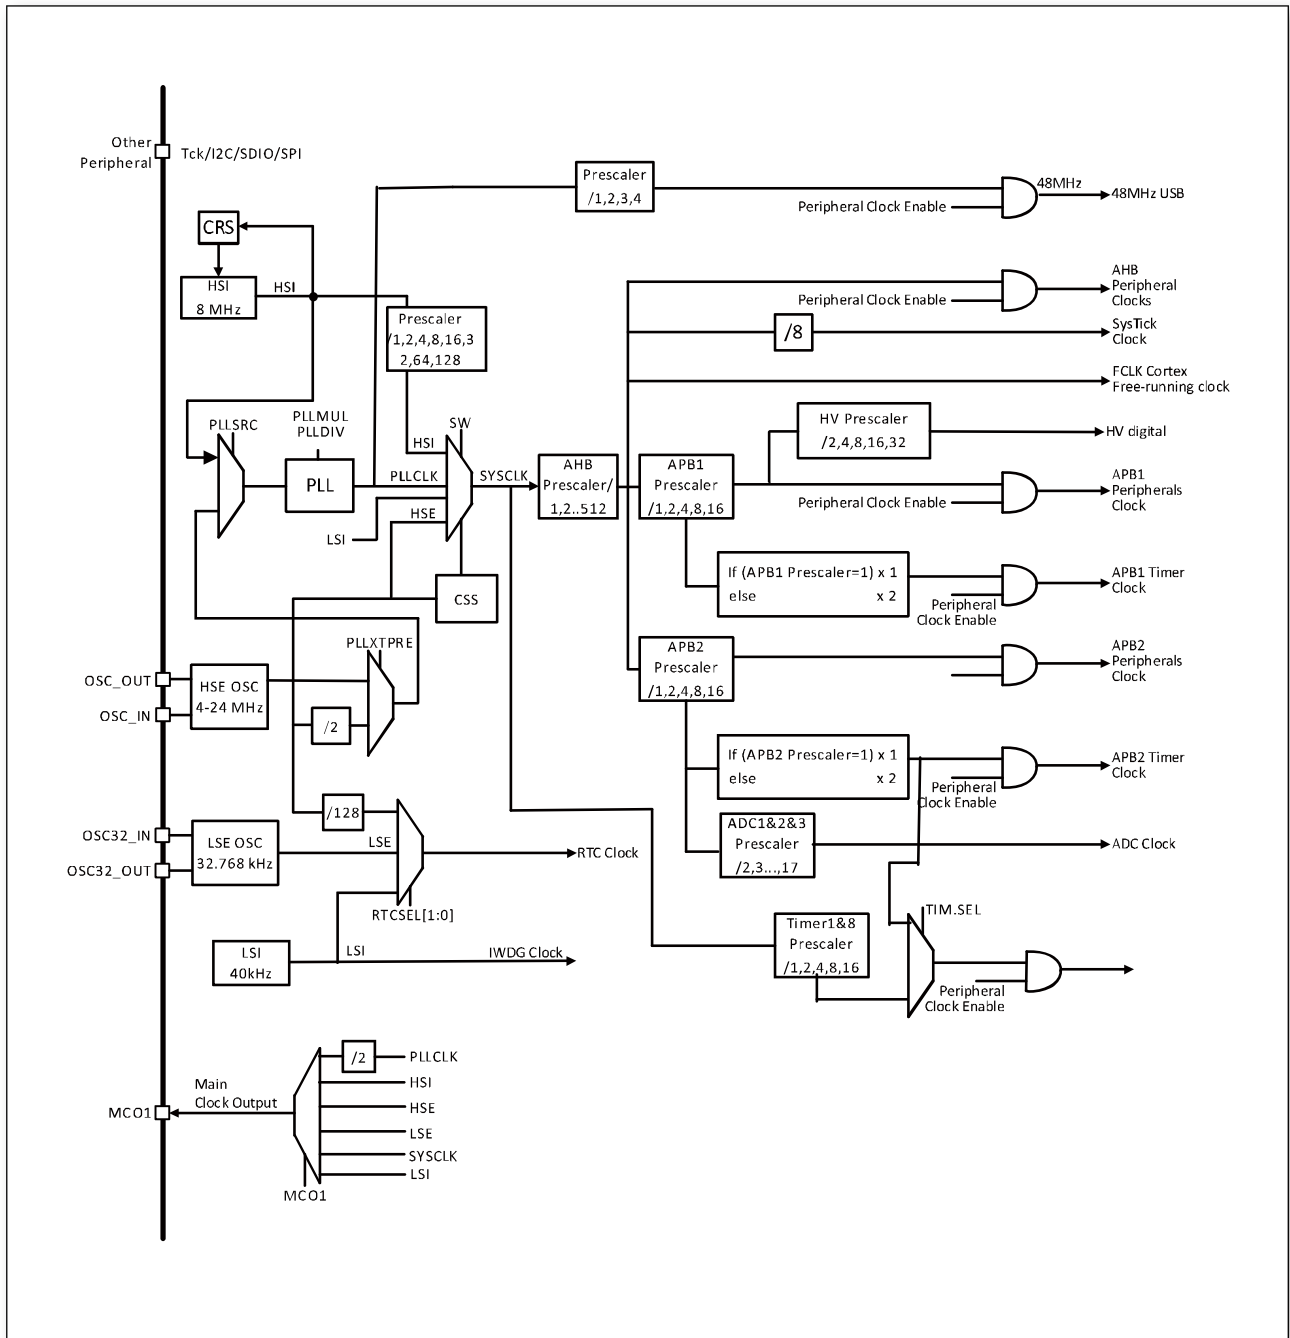 Other
Peripheral
Tck/I2C/SDIO/SPI
Prescaler
/1,2,3,4
48MHz
48MHz USB
Peripheral Clock Enable
CRS
HSI
8 MHz
HSI
Prescaler
/1,2,4,8,16,3
2,64,128
AHB
Peripheral
Clocks
Peripheral Clock Enable
/8
SysTick
Clock
FCLK Cortex
Free-running clock
HV Prescaler
/2,4,8,16,32
HV digital
PLLSRC
PLLMUL
PLLDIV
PLL
SW
HSI
PLLCLK
HSE
LSI
SYSCLK
AHB
Prescaler/
1,2..512
APB1
Prescaler
/1,2,4,8,16
Peripheral Clock Enable
APB1
Peripherals
Clock
CSS
If (APB1 Prescaler=1) x 1
else x 2
Peripheral
Clock Enable
APB1 Timer
Clock
PLLXTPRE
OSC_OUT
OSC_IN
HSE OSC
4-24 MHz
/2
APB2
Prescaler
/1,2,4,8,16
APB2
Peripherals
Clock
If (APB2 Prescaler=1) x 1
else x 2
Peripheral
Clock Enable
APB2 Timer
Clock
/128
OSC32_IN
OSC32_OUT
LSE OSC
32.768 kHz
LSE
RTC Clock
RTCSEL[1:0]
ADC1&2&3
Prescaler
/2,3...,17
ADC Clock
LSI
40kHz
LSI
IWDG Clock
Timer1&8
Prescaler
/1,2,4,8,16
TIM.SEL
Peripheral
Clock Enable
MCO1
Main
Clock Output
/2
PLLCLK
HSI
HSE
LSE
SYSCLK
LSI
MCO1